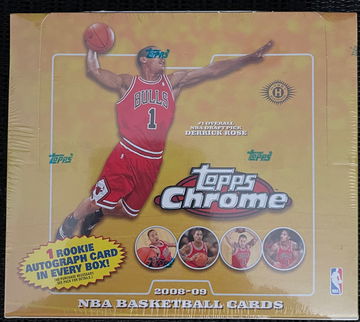 TOPPS
BULLS
1
#1 OVERALL
NBA DRAFT PICK
DERRICK ROSE
TOPPS
TOPPS
topps
Chrome
1 ROOKIE
AUTOGRAPH CARD
IN EVERY BOX!
2008-09
NBA BASKETBALL CARDS
NBA